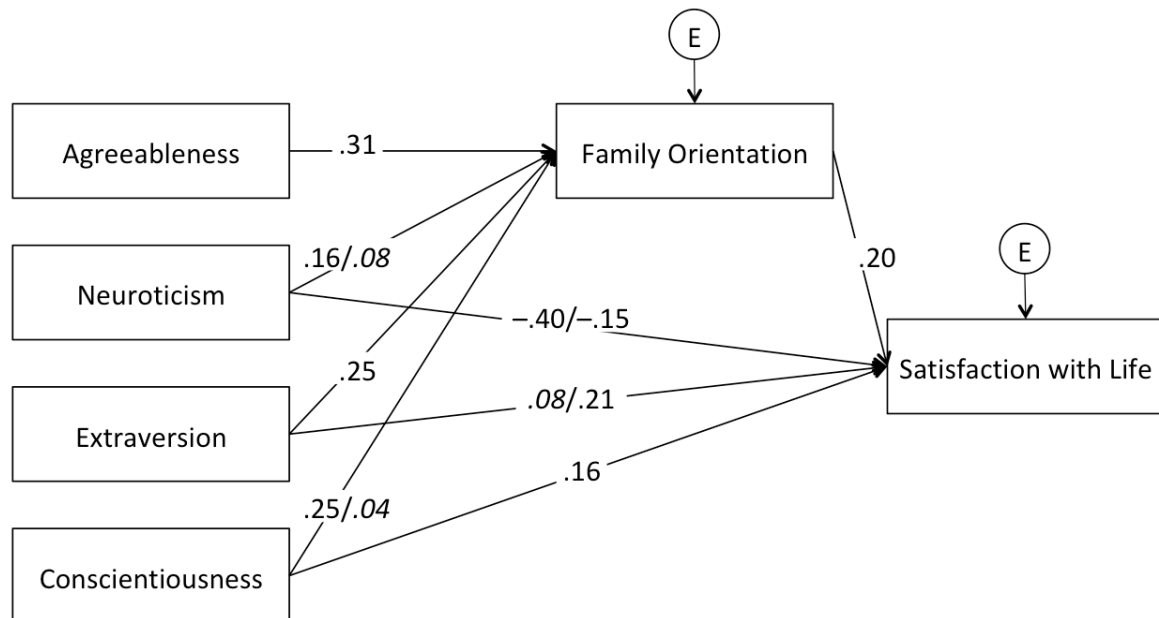 E
Agreeableness
.31
Family Orientation
.16/.08
Neuroticism
.20
E
–.40/–.15
Satisfaction with Life
.25
.08/.21
Extraversion
.16
.25/.04
Conscientiousness